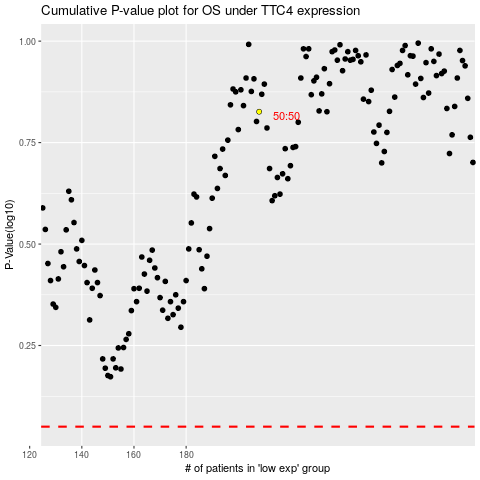 Cumulative P-value plot for OS under TTC4 expression
P-Value(log10)
1.00
0.75
0.50
0.25
50:50
120 140 160 180
# of patients in 'low exp' group